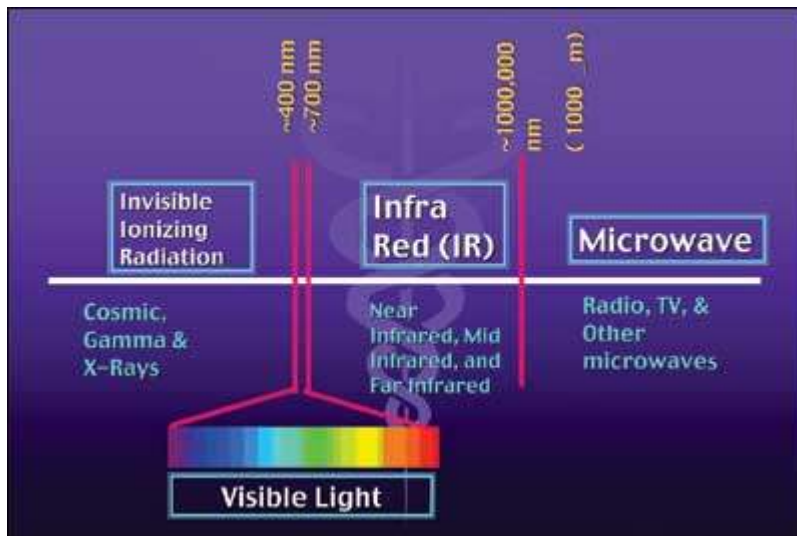 ~400 nm
~700 nm
~1000,000
nm
( 1000 _m)
Invisible
Ionizing
Radiation
Infra
Red (IR)
Microwave
Cosmic,
Gamma &
X-Rays
Near
Infrared, Mid
Infrared, and
Far Infrared
Radio, TV, &
Other
microwaves
Visible Light